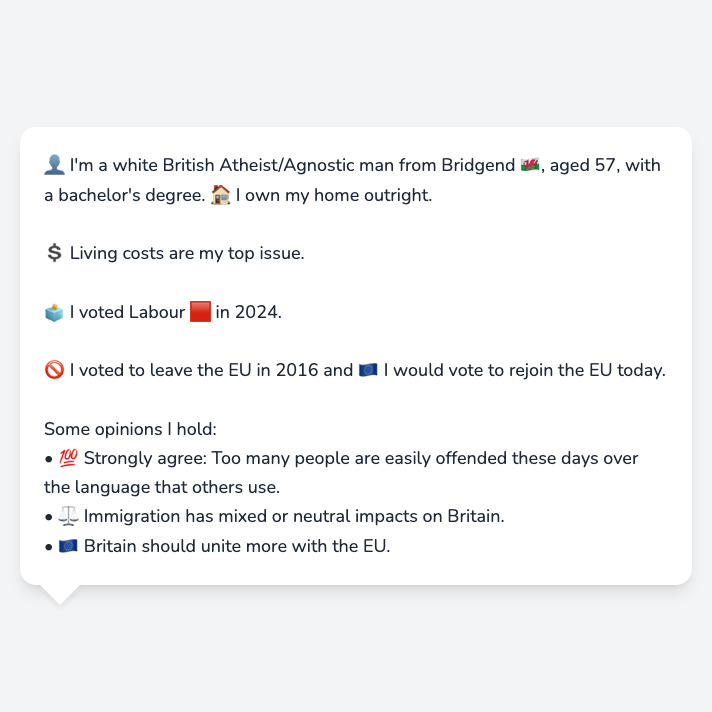 👤 I'm a white British Atheist/Agnostic man from Bridgend 🏴󠁧󠁢󠁷󠁬󠁳󠁿, aged 57, with
a bachelor's degree. 🏠 I own my home outright.
💲 Living costs are my top issue.
🗳️ I voted Labour 🟥 in 2024.
🚫 I voted to leave the EU in 2016 and 🇪🇺 I would vote to rejoin the EU today.
Some opinions I hold:
• 💯 Strongly agree: Too many people are easily offended these days over
the language that others use.
• ⚖️ Immigration has mixed or neutral impacts on Britain.
• 🇪🇺 Britain should unite more with the EU.